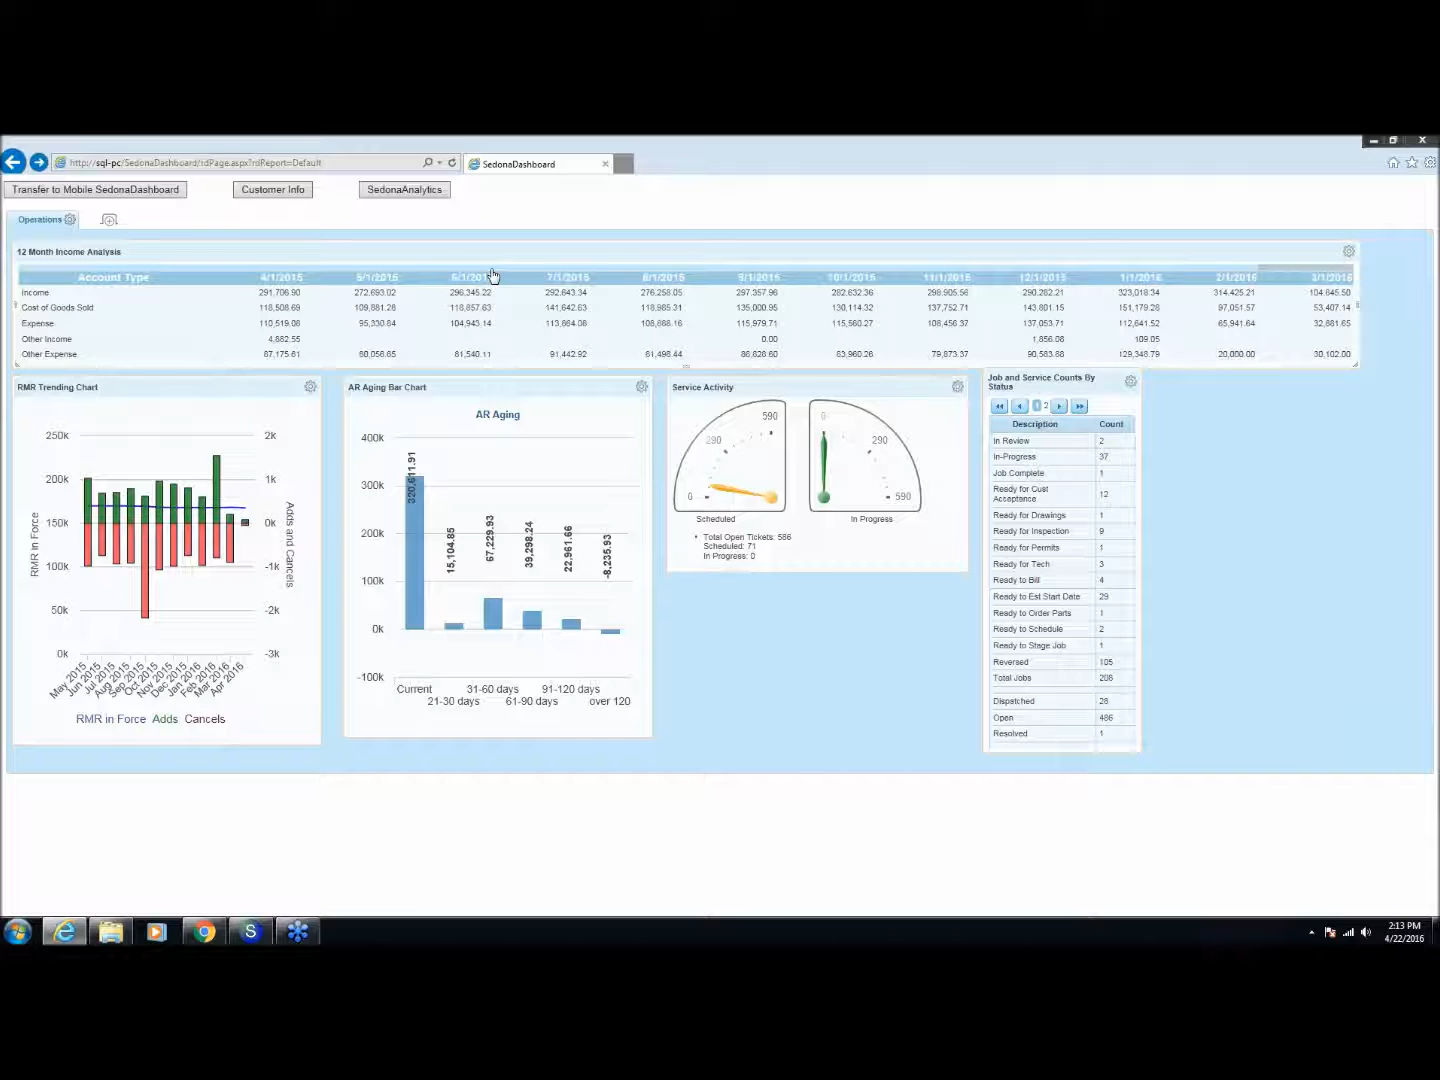 http://sql-pc/SedonaDashboard/rdPage.aspx?rdReport=Default
SedonaDashboard
Transfer to Mobile SedonaDashboard
Customer Info
SedonaAnalytics
Operations
12 Month Income Analysis
Account Type 4/1/2015 5/1/2015 6/1/2015 7/1/2015 8/1/2015 9/1/2015 10/1/2015 11/1/2015 12/1/2015 1/1/2016 2/1/2016 3/1/2016
Income 291,706.90 272,693.02 296,345.22 292,643.34 276,258.05 297,357.96 282,632.36 298,905.56 290,282.21 323,018.34 314,425.21 104,645.50
Cost of Goods Sold 118,508.69 109,881.28 118,857.63 141,642.63 118,985.31 135,000.95 130,114.32 137,752.71 143,801.15 151,179.28 97,051.57 53,407.14
Expense 110,519.08 95,330.84 104,943.14 113,864.08 108,888.16 115,979.71 115,560.27 108,456.37 137,053.71 112,641.52 65,941.64 32,881.65
Other Income 4,882.55 0.00 1,856.08 109.05
Other Expense 87,175.61 80,056.65 81,540.11 91,442.92 81,498.44 86,828.60 83,960.26 79,873.37 90,583.88 129,348.79 20,000.00 30,102.00
RMR Trending Chart
250k
200k
150k
100k
50k
0k
2k
1k
0k
-1k
-2k
-3k
RMR in Force
Adds and Cancels
May 2015
Jun 2015
Jul 2015
Aug 2015
Sep 2015
Oct 2015
Nov 2015
Dec 2015
Jan 2016
Feb 2016
Mar 2016
Apr 2016
RMR in Force Adds Cancels
AR Aging Bar Chart
AR Aging
400k
300k
200k
100k
0k
-100k
320,611.91
15,104.85
67,229.93
39,298.24
22,961.66
-8,235.93
Current 31-60 days 91-120 days
21-30 days 61-90 days over 120
Service Activity
0 290 590
0 290 590
Scheduled
In Progress
Total Open Tickets: 586
Scheduled: 71
In Progress: 0
Job and Service Counts By
Status
1 2
Description Count
In Review 2
In-Progress 37
Job Complete 1
Ready for Cust
Acceptance 12
Ready for Drawings 1
Ready for Inspection 9
Ready for Permits 1
Ready for Tech 3
Ready to Bill 4
Ready to Est Start Date 29
Ready to Order Parts 1
Ready to Schedule 2
Ready to Stage Job 1
Reversed 105
Total Jobs 208
Dispatched 28
Open 486
Resolved 1
2:13 PM
4/22/2016